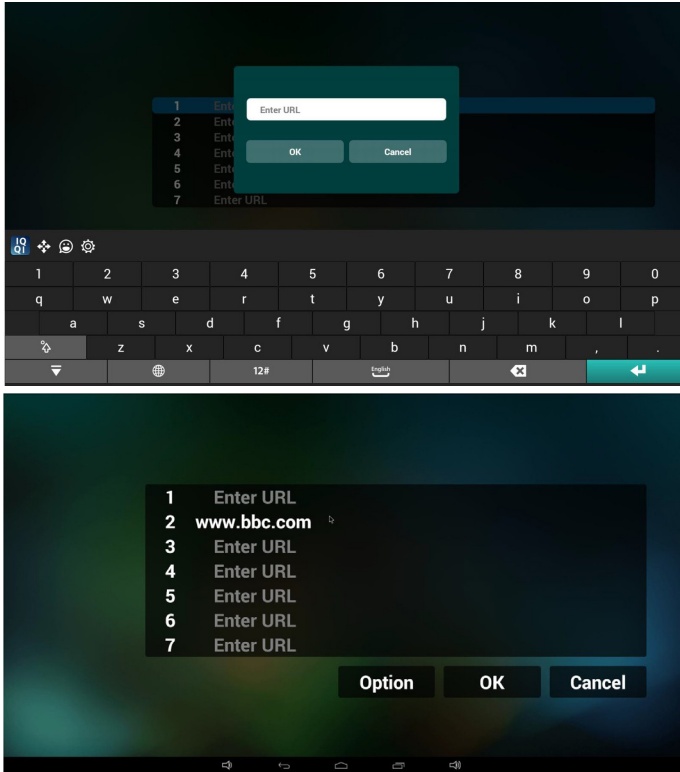 Enter URL
1 Ente
2 Ente
3 Ente
4 Ente
5 Ente
6 Ente
7 Enter URL
OK Cancel
IQ
QI
1 2 3 4 5 6 7 8 9 0
q w e r t y u i o p
a s d f g h j k l
z x c v b n m , .
12# English
1 Enter URL
2 www.bbc.com
3 Enter URL
4 Enter URL
5 Enter URL
6 Enter URL
7 Enter URL
Option OK Cancel